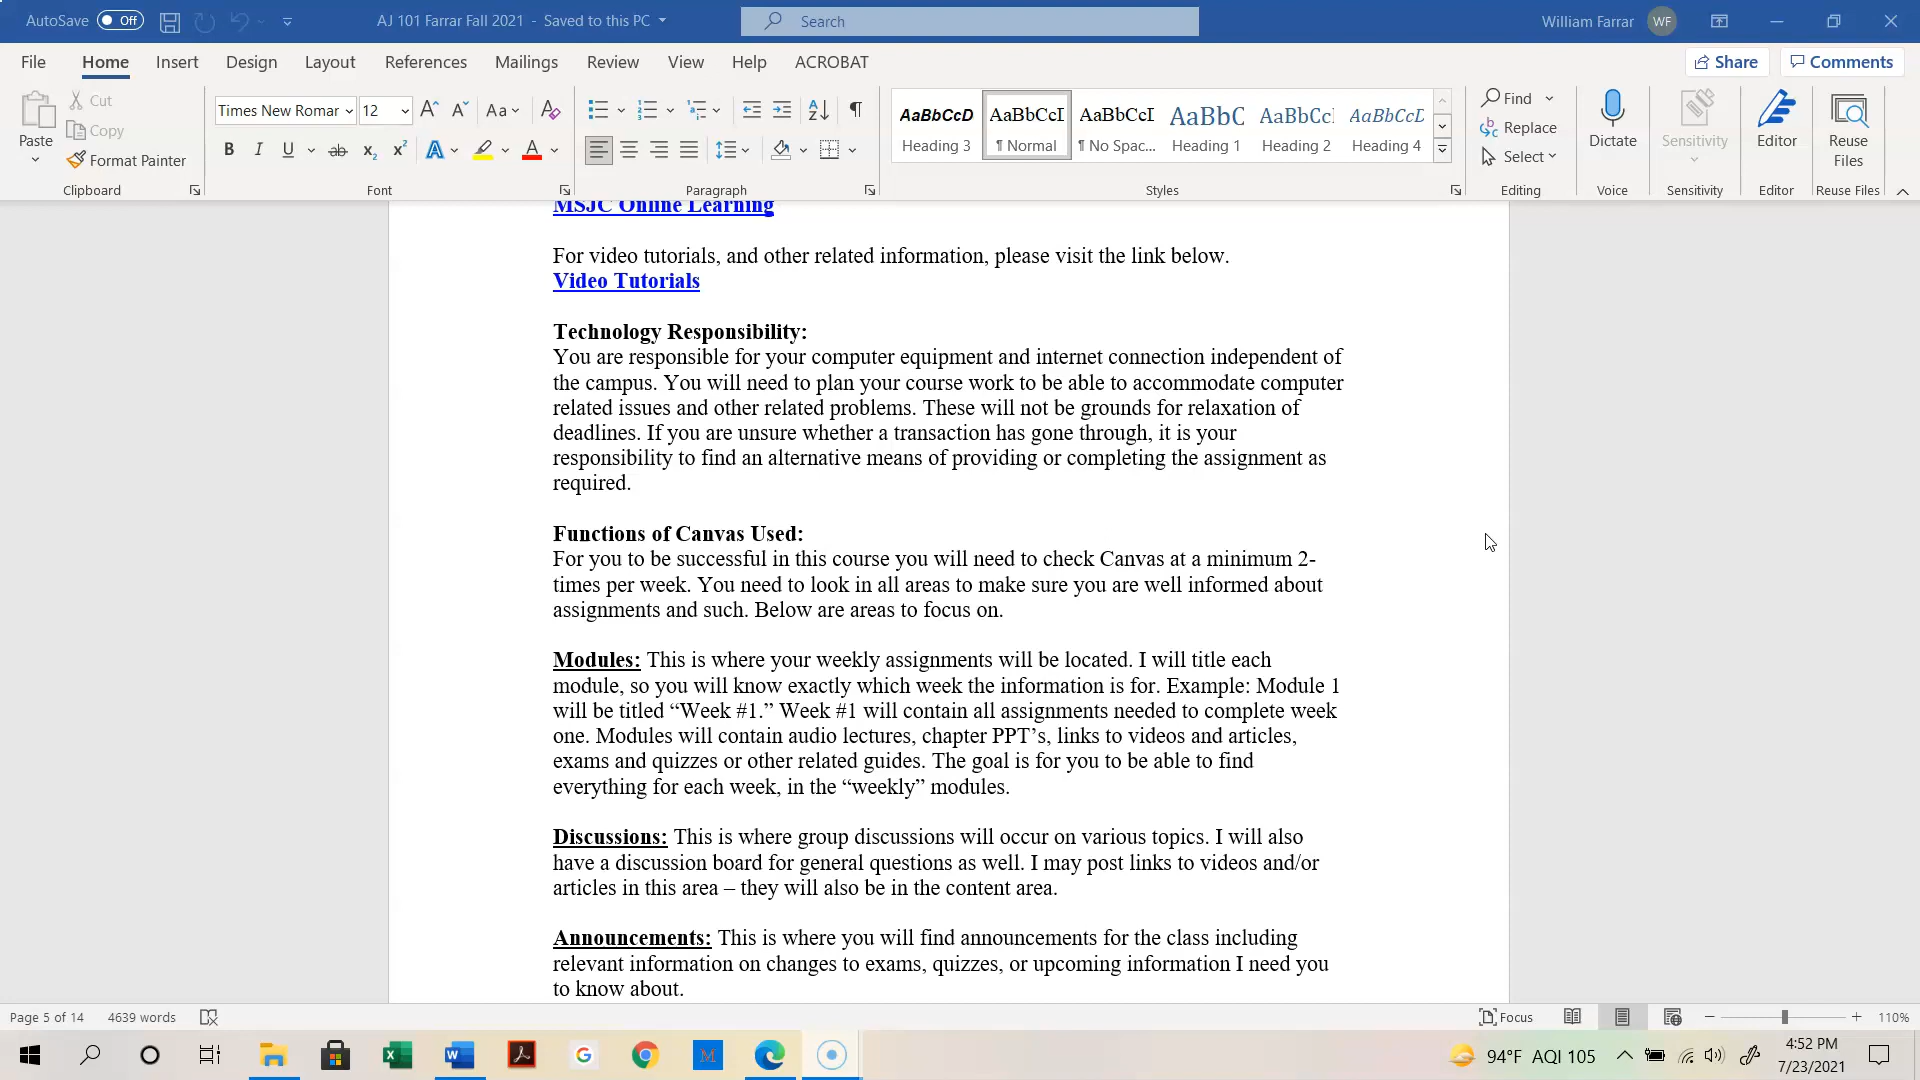 AutoSave Off AJ 101 Farrar Fall 2021 - Saved to this PC Search William Farrar WF
File Home Insert Design Layout References Mailings Review View Help ACROBAT Share Comments
Paste Cut Copy Format Painter
Times New Romar 12 Aa
B I U ab x₂ x² A A
AaBbCcD AaBbCcI AaBbCcI AaBbC AaBbCcI AaBbCcD
Heading 3 ¶ Normal ¶ No Spac... Heading 1 Heading 2 Heading 4
Find Replace Select
Dictate Sensitivity Editor Reuse Files
Clipboard Font Paragraph Styles Editing Voice Sensitivity Editor Reuse Files
MSJC Online Learning
For video tutorials, and other related information, please visit the link below.
Video Tutorials
Technology Responsibility:
You are responsible for your computer equipment and internet connection independent of
the campus. You will need to plan your course work to be able to accommodate computer
related issues and other related problems. These will not be grounds for relaxation of
deadlines. If you are unsure whether a transaction has gone through, it is your
responsibility to find an alternative means of providing or completing the assignment as
required.
Functions of Canvas Used:
For you to be successful in this course you will need to check Canvas at a minimum 2-
times per week. You need to look in all areas to make sure you are well informed about
assignments and such. Below are areas to focus on.
Modules: This is where your weekly assignments will be located. I will title each
module, so you will know exactly which week the information is for. Example: Module 1
will be titled “Week #1.” Week #1 will contain all assignments needed to complete week
one. Modules will contain audio lectures, chapter PPT’s, links to videos and articles,
exams and quizzes or other related guides. The goal is for you to be able to find
everything for each week, in the “weekly” modules.
Discussions: This is where group discussions will occur on various topics. I will also
have a discussion board for general questions as well. I may post links to videos and/or
articles in this area – they will also be in the content area.
Announcements: This is where you will find announcements for the class including
relevant information on changes to exams, quizzes, or upcoming information I need you
to know about.
Page 5 of 14 4639 words Focus 110%
94°F AQI 105 4:52 PM
7/23/2021